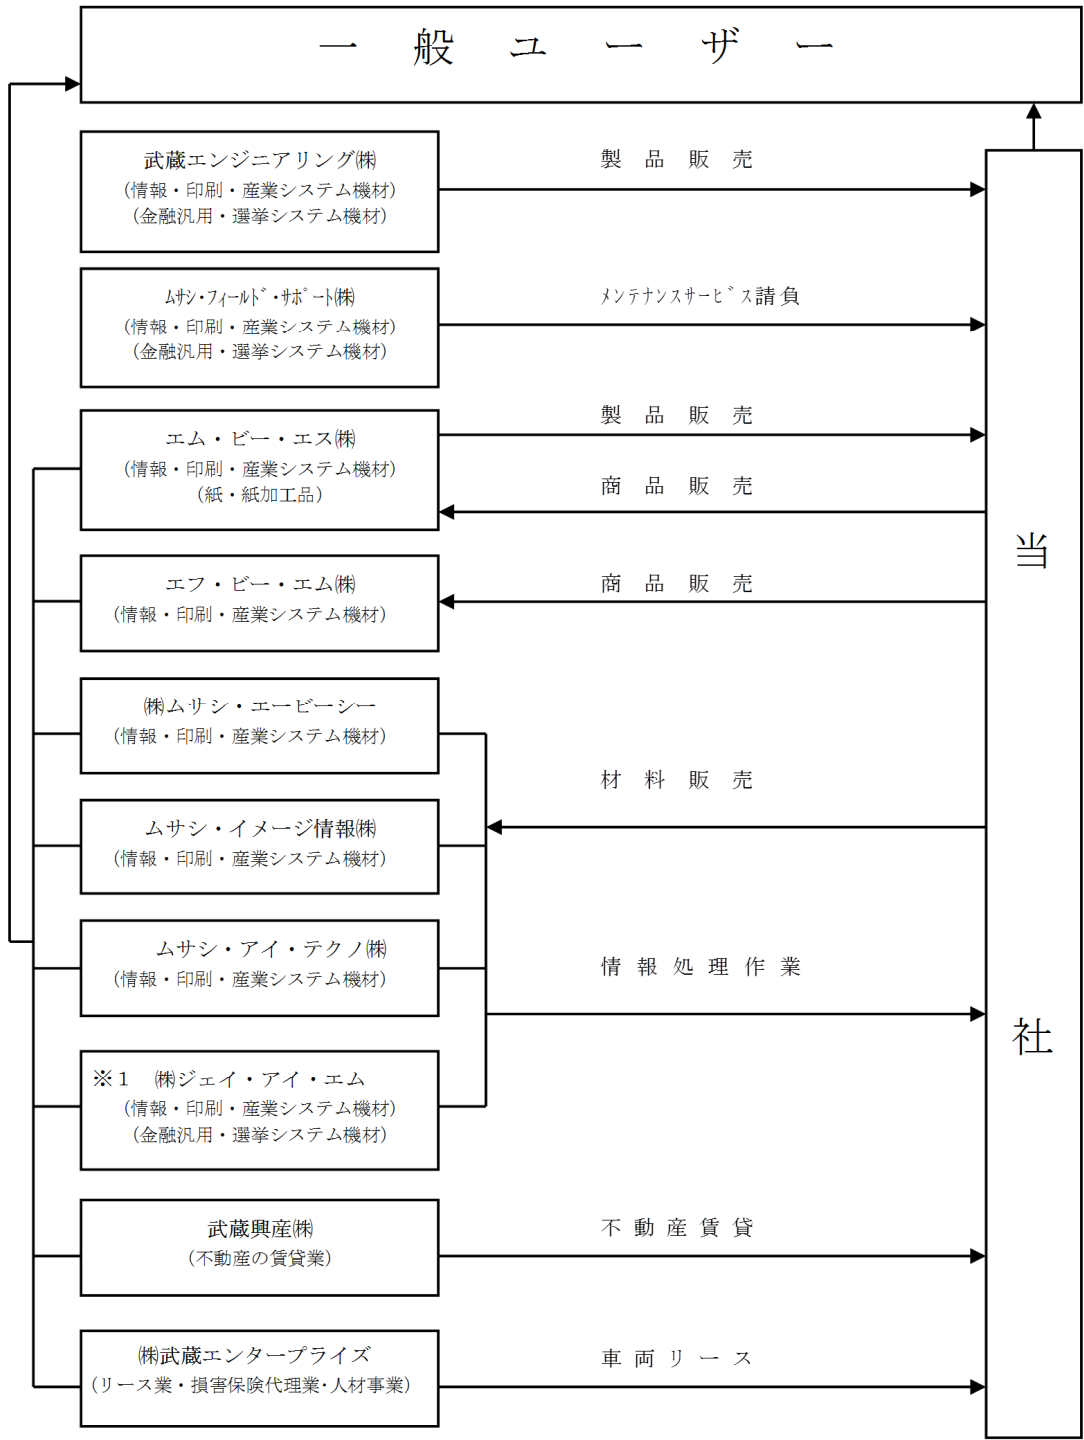 一般ユーザー
武蔵エンジニアリング㈱
(情報・印刷・産業システム機材)
(金融汎用・選挙システム機材)
製品販売
ムサシ・フィールド・サポート㈱
(情報・印刷・産業システム機材)
(金融汎用・選挙システム機材)
メンテナンスサービス請負
エム・ビー・エス㈱
(情報・印刷・産業システム機材)
(紙・紙加工品)
製品販売
商品販売
エフ・ビー・エム㈱
(情報・印刷・産業システム機材)
商品販売
㈱ムサシ・エービーシー
(情報・印刷・産業システム機材)
材料販売
ムサシ・イメージ情報㈱
(情報・印刷・産業システム機材)
ムサシ・アイ・テクノ㈱
(情報・印刷・産業システム機材)
情報処理作業
※1 ㈱ジェイ・アイ・エム
(情報・印刷・産業システム機材)
(金融汎用・選挙システム機材)
武蔵興産㈱
(不動産の賃貸業)
不動産賃貸
㈱武蔵エンタープライズ
(リース業・損害保険代理業・人材事業)
車両リース
当社